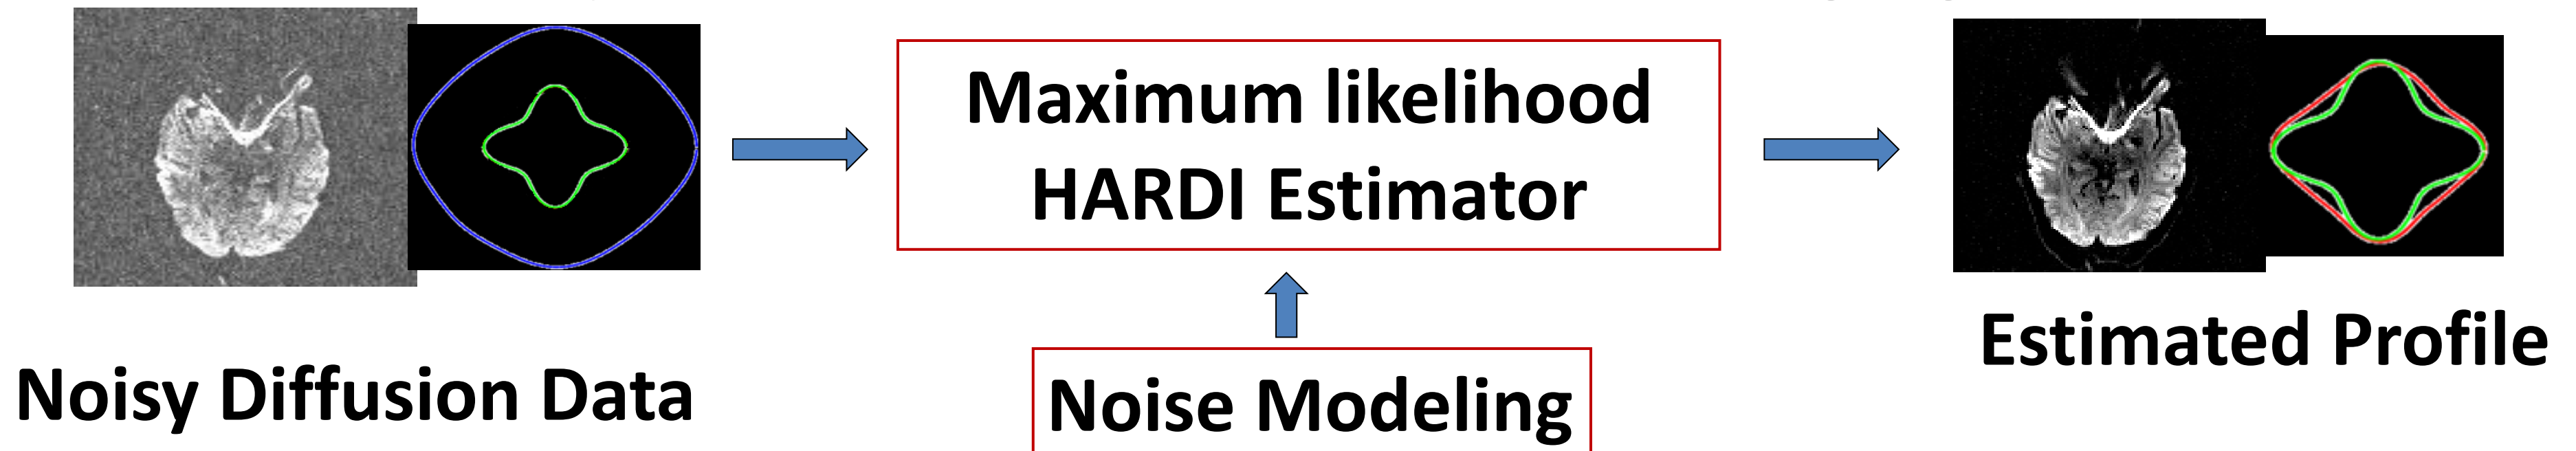 Maximum likelihood
HARDI Estimator
Noisy Diffusion Data
Noise Modeling
Estimated Profile